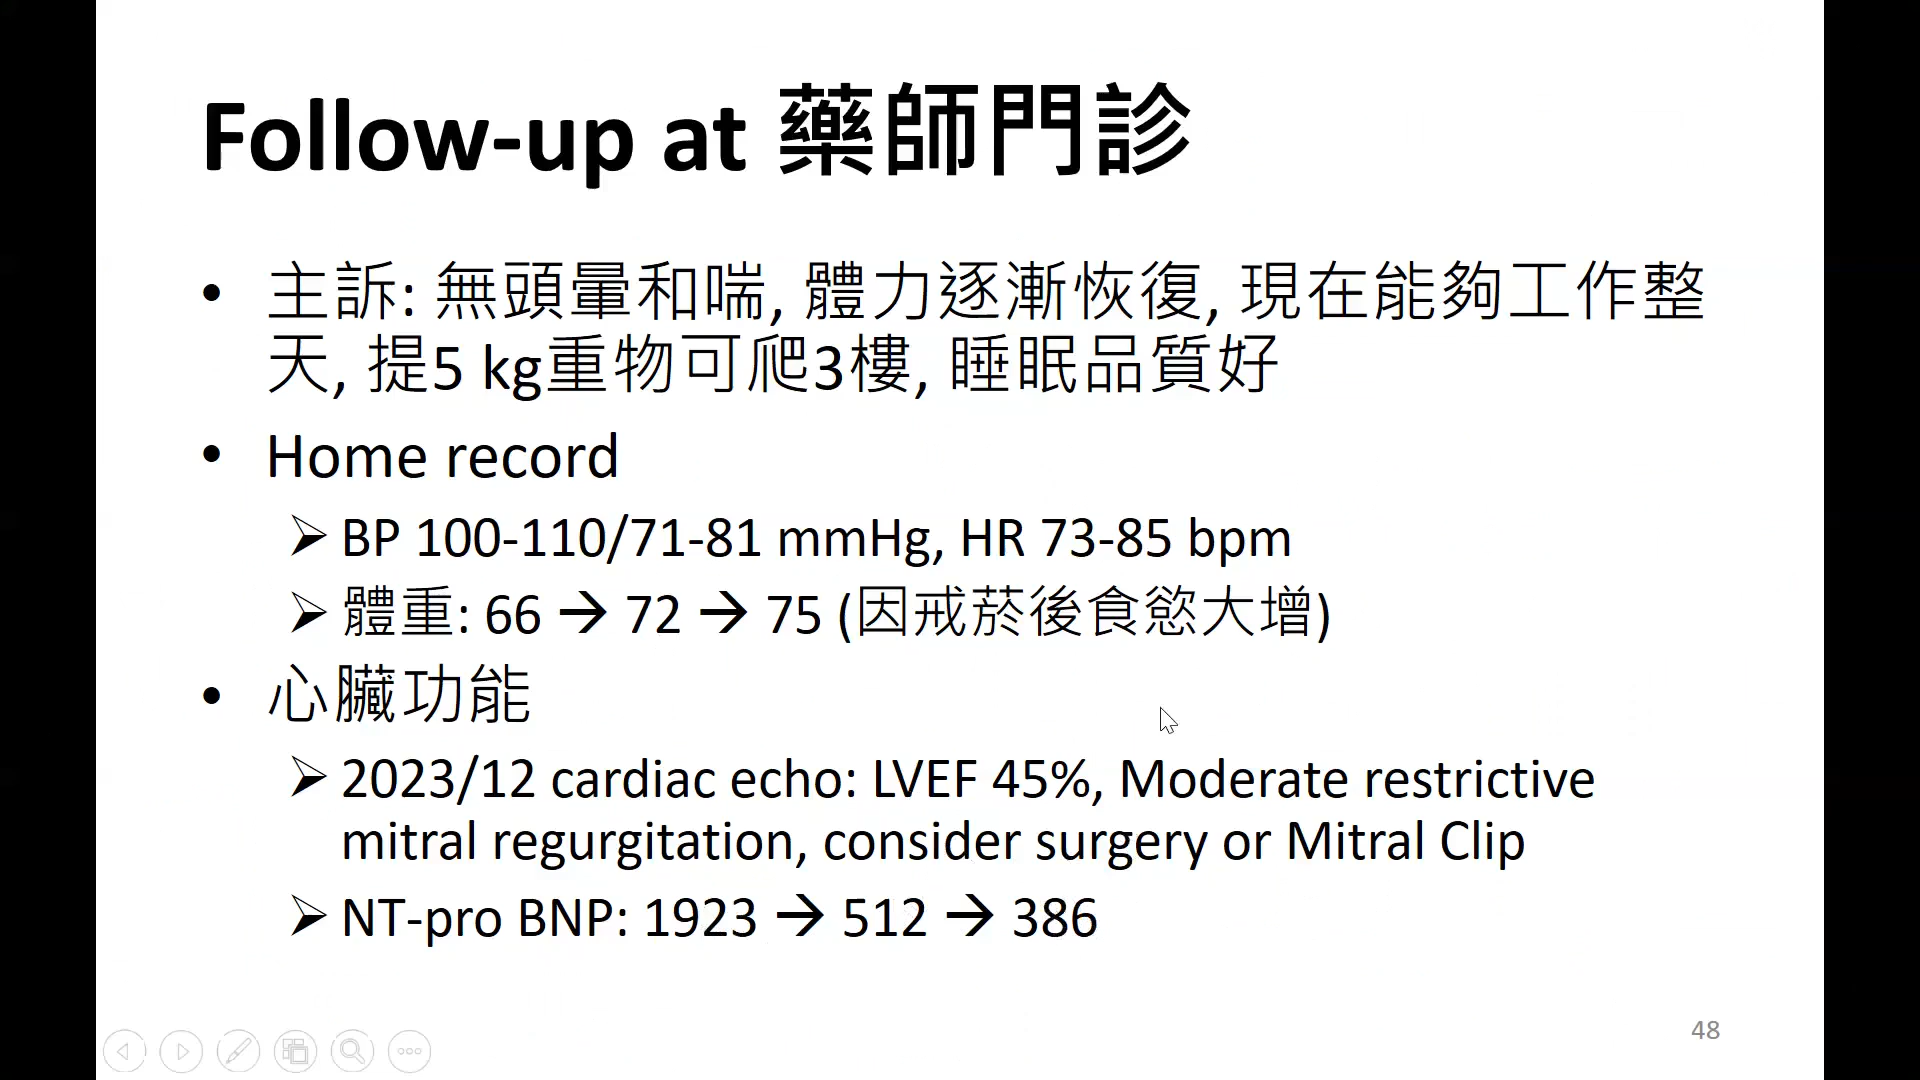 Follow-up at 藥師門診
• 主訴: 無頭暈和喘, 體力逐漸恢復, 現在能夠工作整
天, 提5 kg重物可爬3樓, 睡眠品質好
• Home record
➢ BP 100-110/71-81 mmHg, HR 73-85 bpm
➢ 體重: 66 → 72 → 75 (因戒菸後食慾大增)
• 心臟功能
➢ 2023/12 cardiac echo: LVEF 45%, Moderate restrictive
mitral regurgitation, consider surgery or Mitral Clip
➢ NT-pro BNP: 1923 → 512 → 386
48